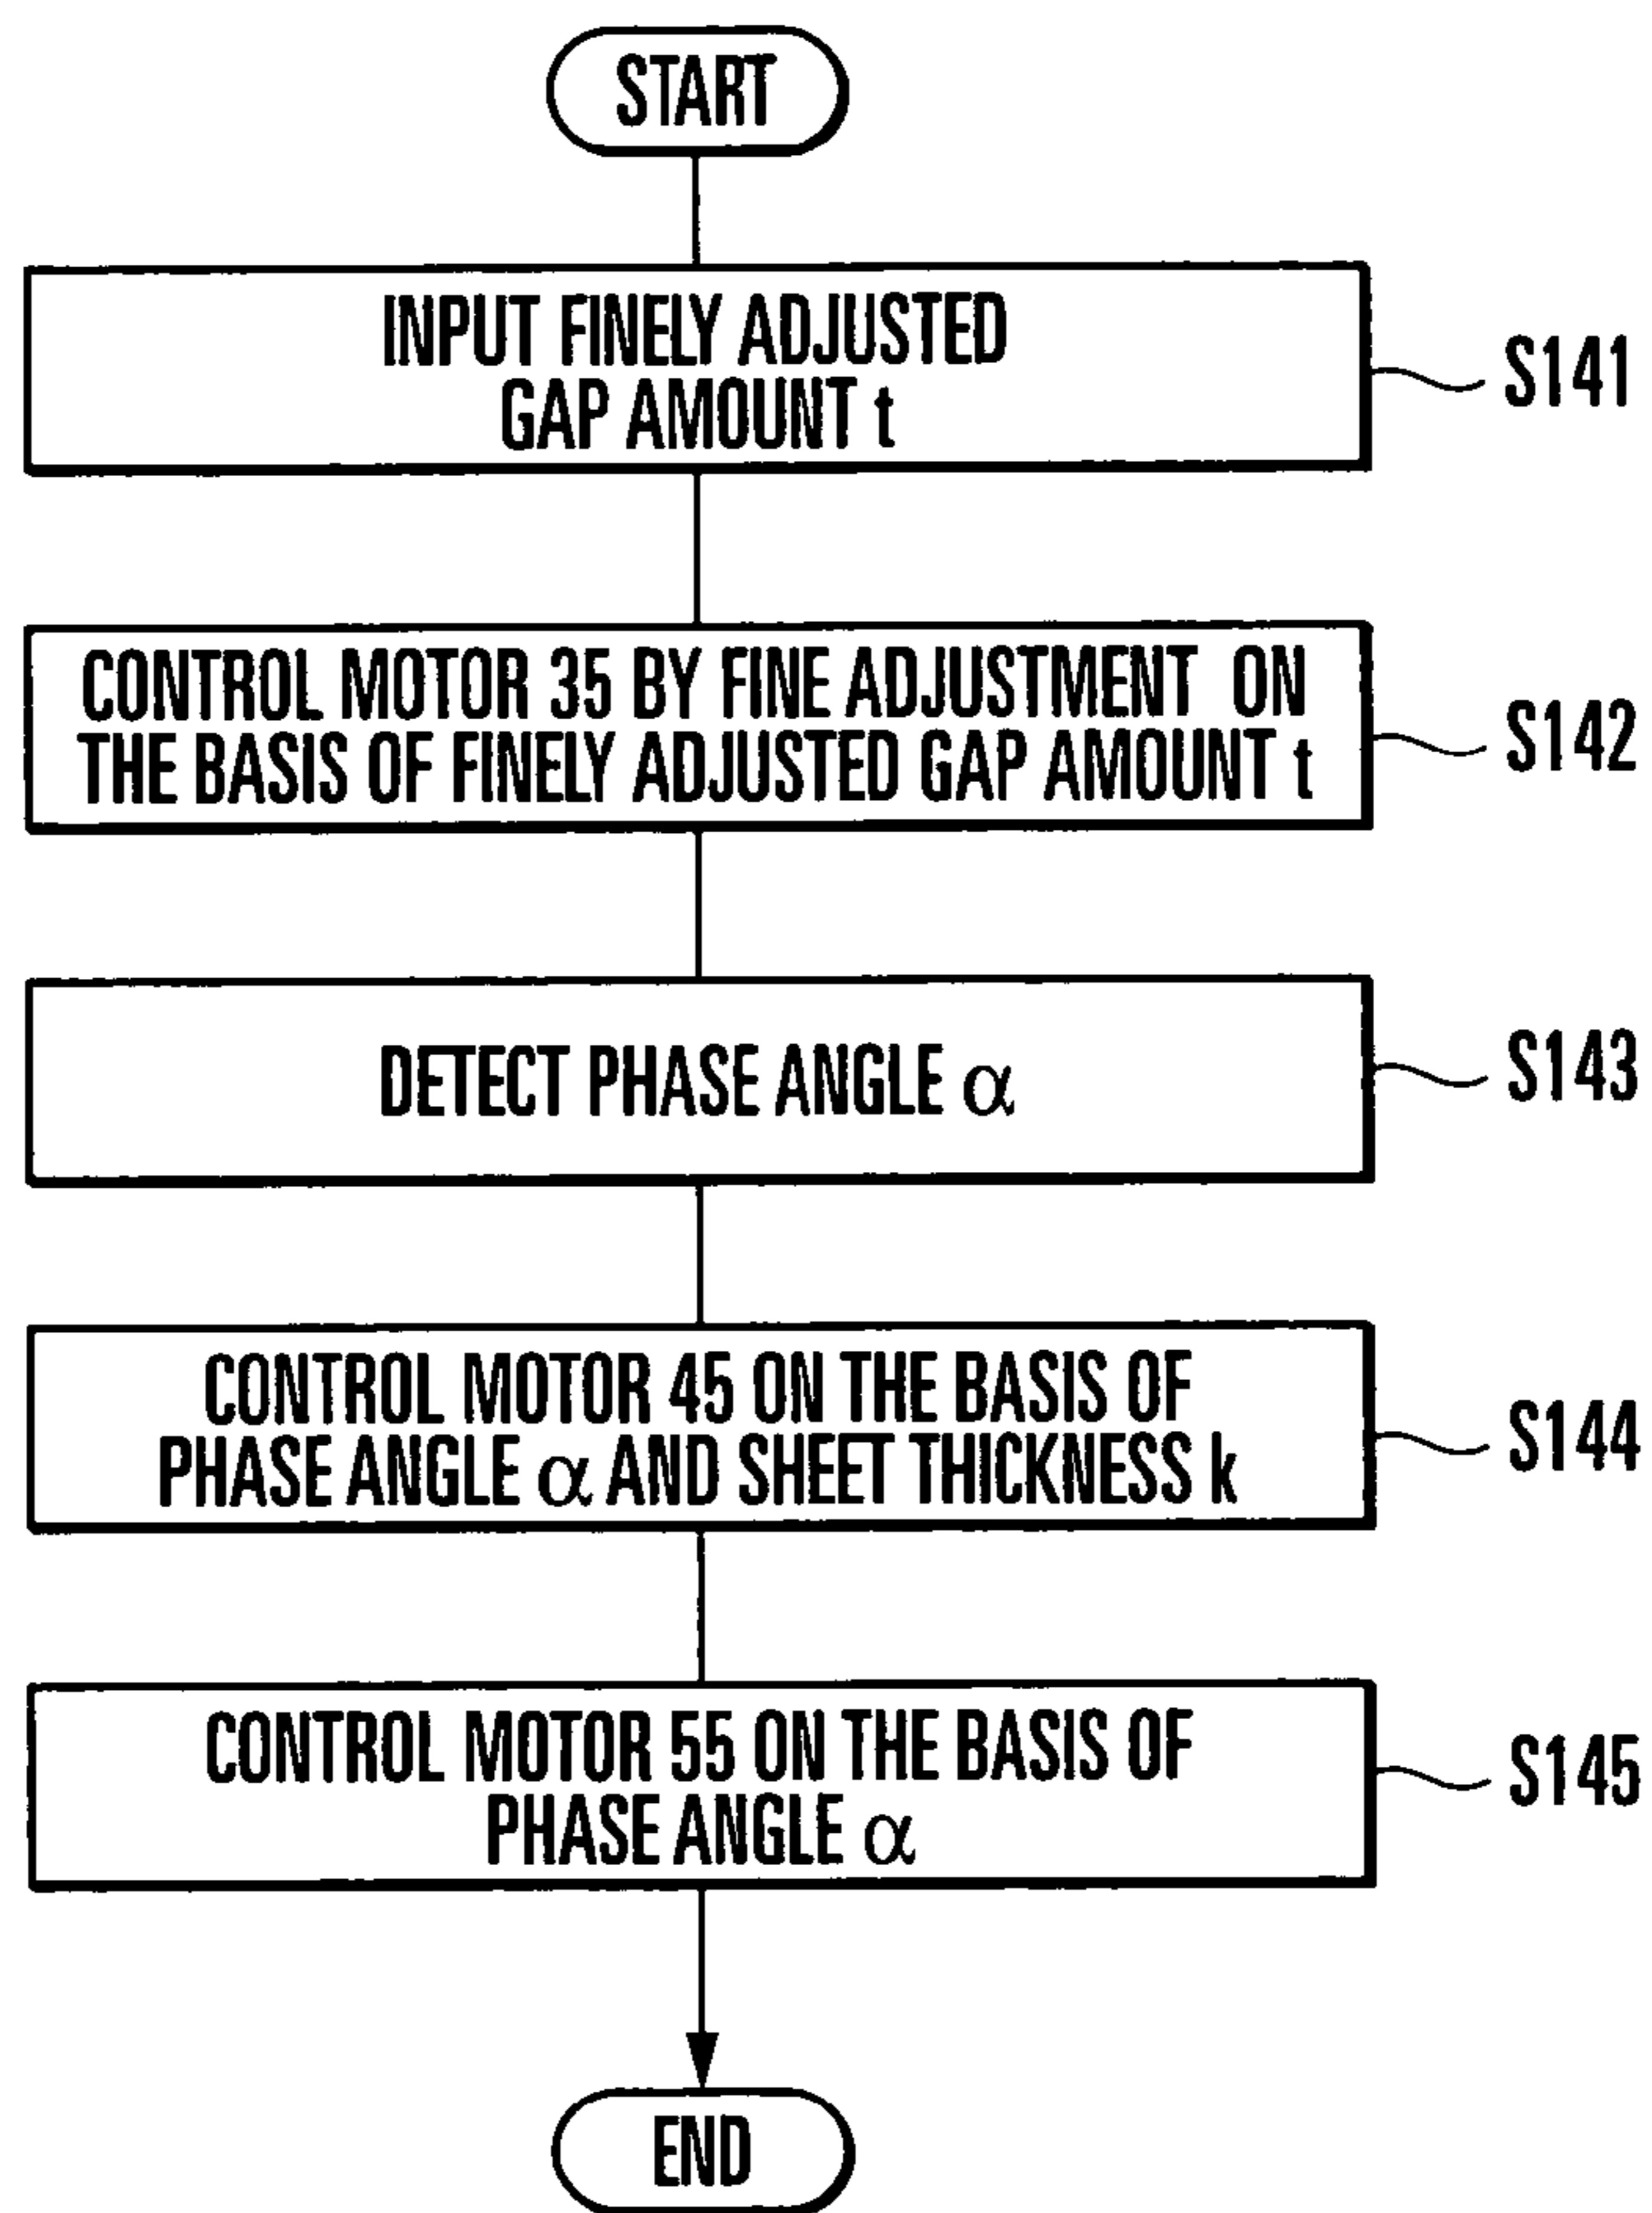 START
INPUT FINELY ADJUSTED
GAP AMOUNT t
S141
CONTROL MOTOR 35 BY FINE ADJUSTMENT ON
THE BASIS OF FINELY ADJUSTED GAP AMOUNT t
S142
DETECT PHASE ANGLE α
S143
CONTROL MOTOR 45 ON THE BASIS OF
PHASE ANGLE α AND SHEET THICKNESS k
S144
CONTROL MOTOR 55 ON THE BASIS OF
PHASE ANGLE α
S145
END